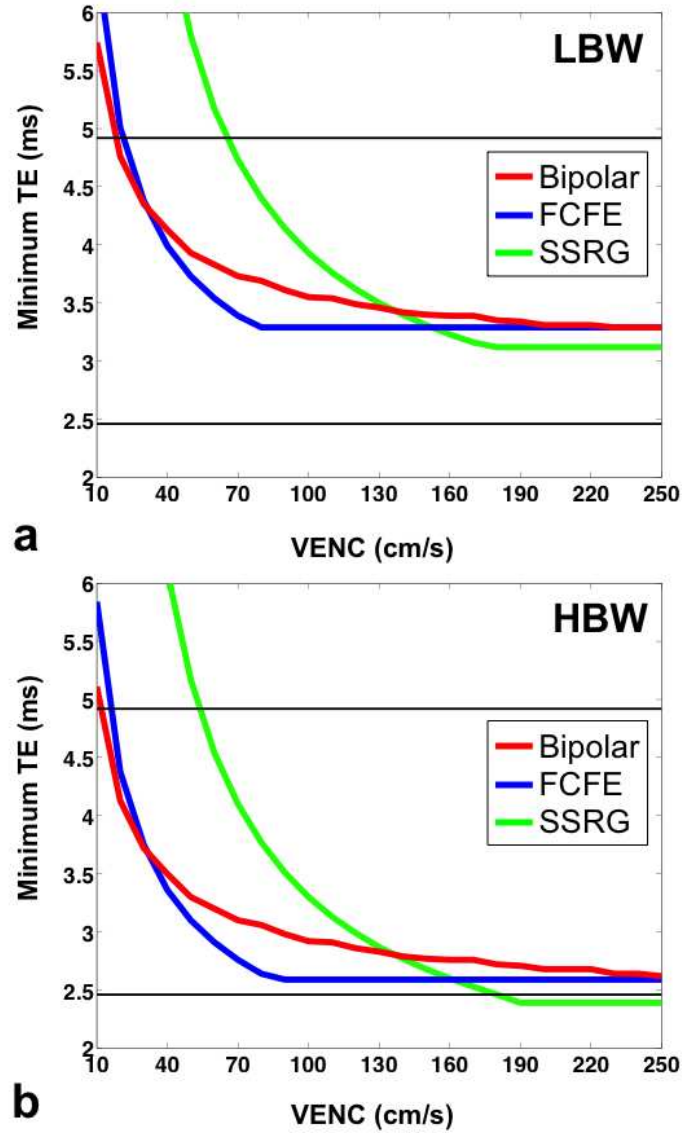 6
LBW
5.5
5
Bipolar
4.5
FCFE
SSRG
4
3.5
3
2.5
2
Minimum TE (ms)
10 40 70 100 130 160 190 220 250
VENC (cm/s)
a
6
HBW
5.5
5
Bipolar
4.5
FCFE
SSRG
4
3.5
3
2.5
2
Minimum TE (ms)
10 40 70 100 130 160 190 220 250
VENC (cm/s)
b